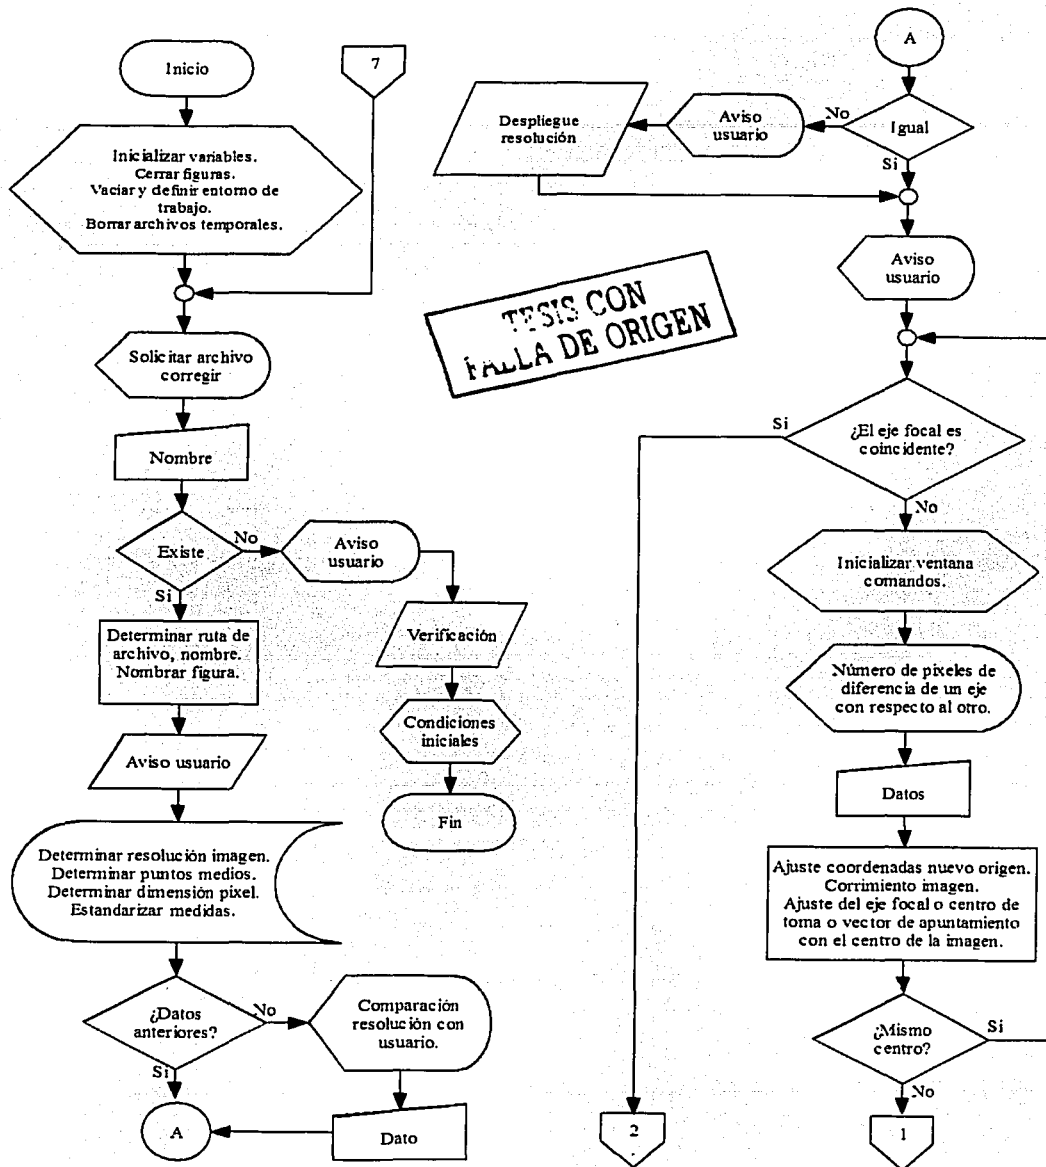 Inicio
7
Inicializar variables.
Cerrar figuras.
Vaciar y definir entorno de
trabajo.
Borrar archivos temporales.
Solicitar archivo
corregir
Nombre
Existe
No
Si
Aviso
usuario
Verificación
Condiciones
iniciales
Fin
Determinar ruta de
archivo, nombre.
Nombrar figura.
Aviso usuario
Determinar resolución imagen.
Determinar puntos medios.
Determinar dimensión pixel.
Estandarizar medidas.
¿Datos
anteriores?
No
Si
Comparación
resolución con
usuario.
Dato
A
TESIS CON
FALLA DE ORIGEN
A
Igual
No
Si
Aviso
usuario
Despliegue
resolución
Aviso
usuario
¿El eje focal es
coincidente?
Si
No
Inicializar ventana
comandos.
Número de pixeles de
diferencia de un eje
con respecto al otro.
Datos
Ajuste coordenadas nuevo origen.
Corrimiento imagen.
Ajuste del eje focal o centro de
toma o vector de apuntamiento
con el centro de la imagen.
¿Mismo
centro?
Si
No
2
1